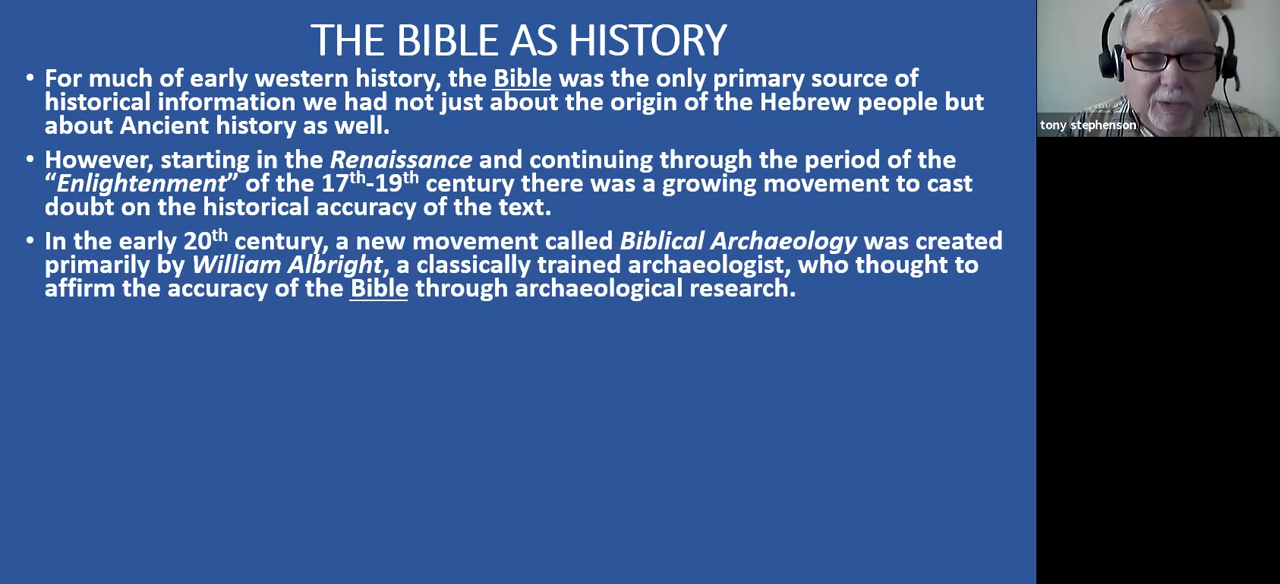 THE BIBLE AS HISTORY
• For much of early western history, the Bible was the only primary source of
historical information we had not just about the origin of the Hebrew people but
about Ancient history as well.
• However, starting in the Renaissance and continuing through the period of the
“Enlightenment” of the 17th-19th century there was a growing movement to cast
doubt on the historical accuracy of the text.
• In the early 20th century, a new movement called Biblical Archaeology was created
primarily by William Albright, a classically trained archaeologist, who thought to
affirm the accuracy of the Bible through archaeological research.
tony stephenson